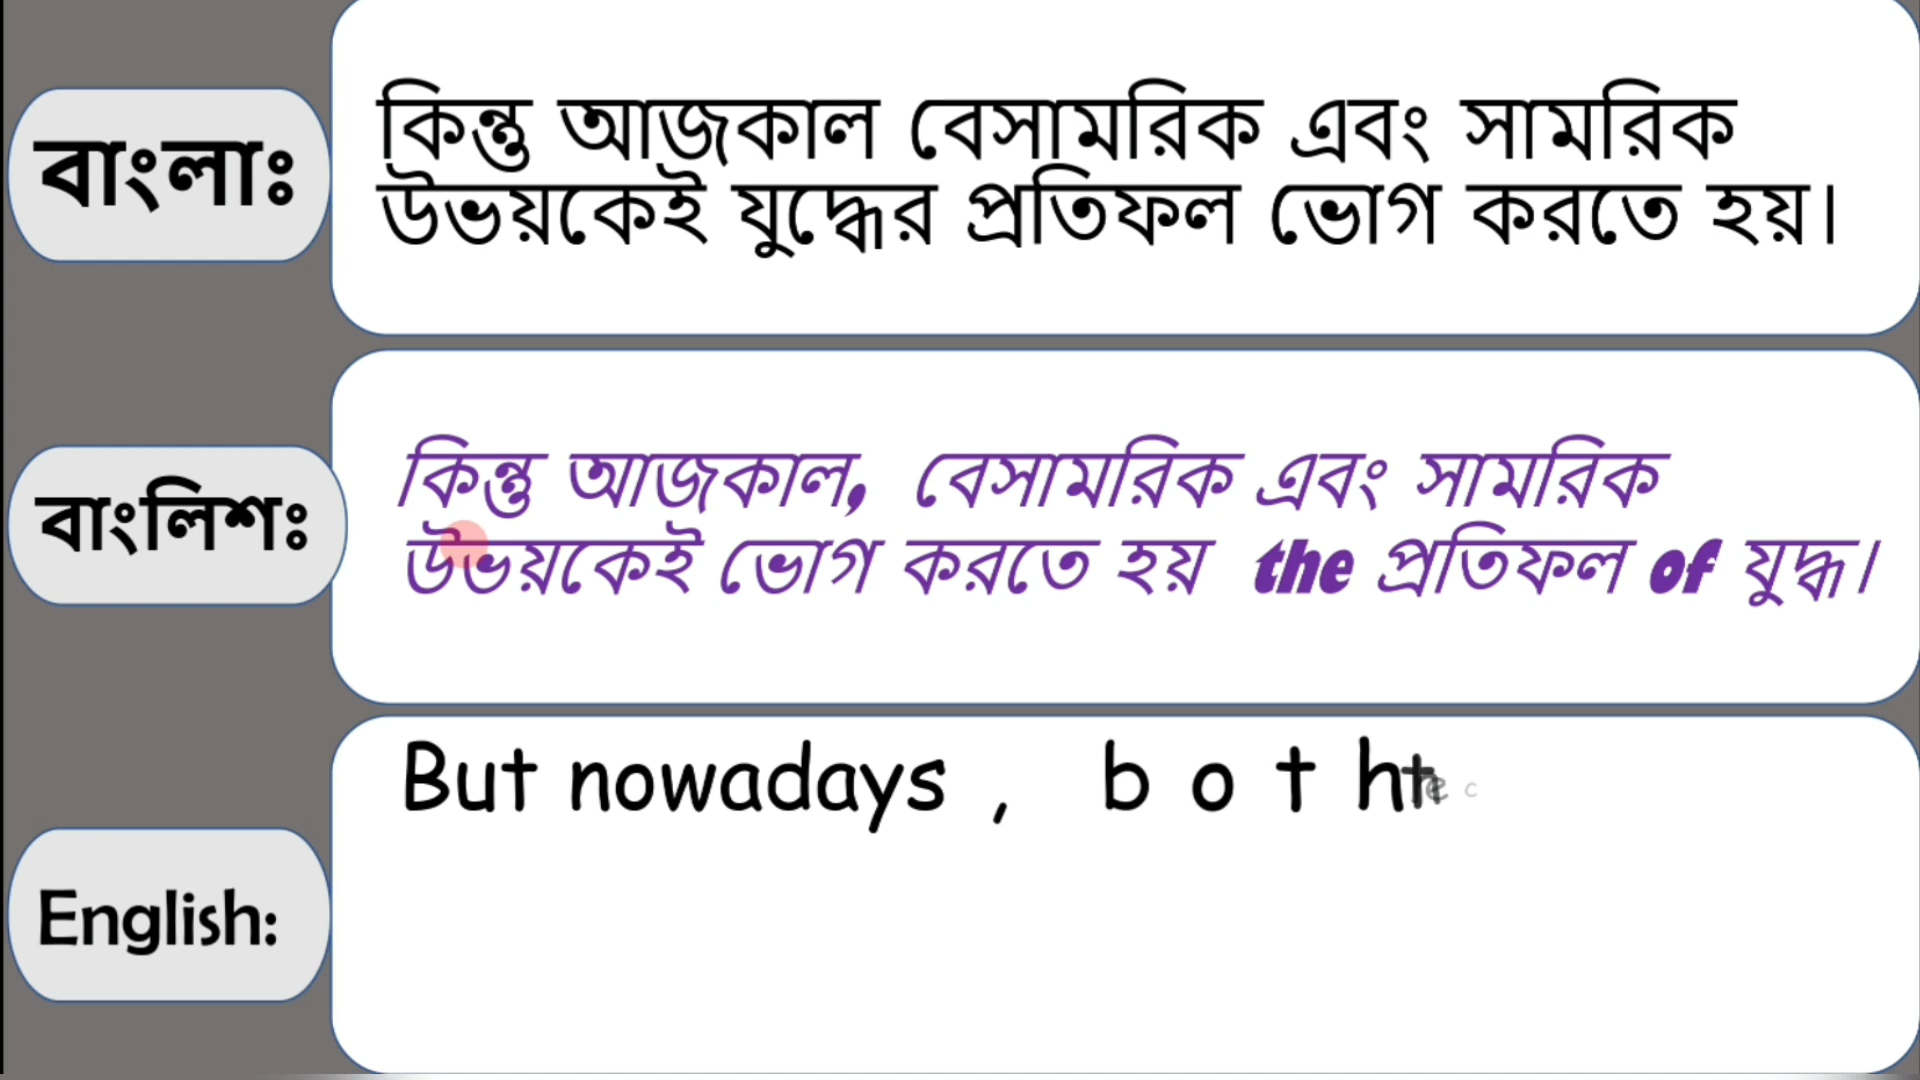 বাংলাঃ
কিন্তু আজকাল বেসামরিক এবং সামরিক
উভয়কেই যুদ্ধের প্রতিফল ভোগ করতে হয়।
বাংলিশঃ
কিন্তু আজকাল, বেসামরিক এবং সামরিক
উভয়কেই ভোগ করতে হয় the প্রতিফল of যুদ্ধ।
English:
But nowadays , both